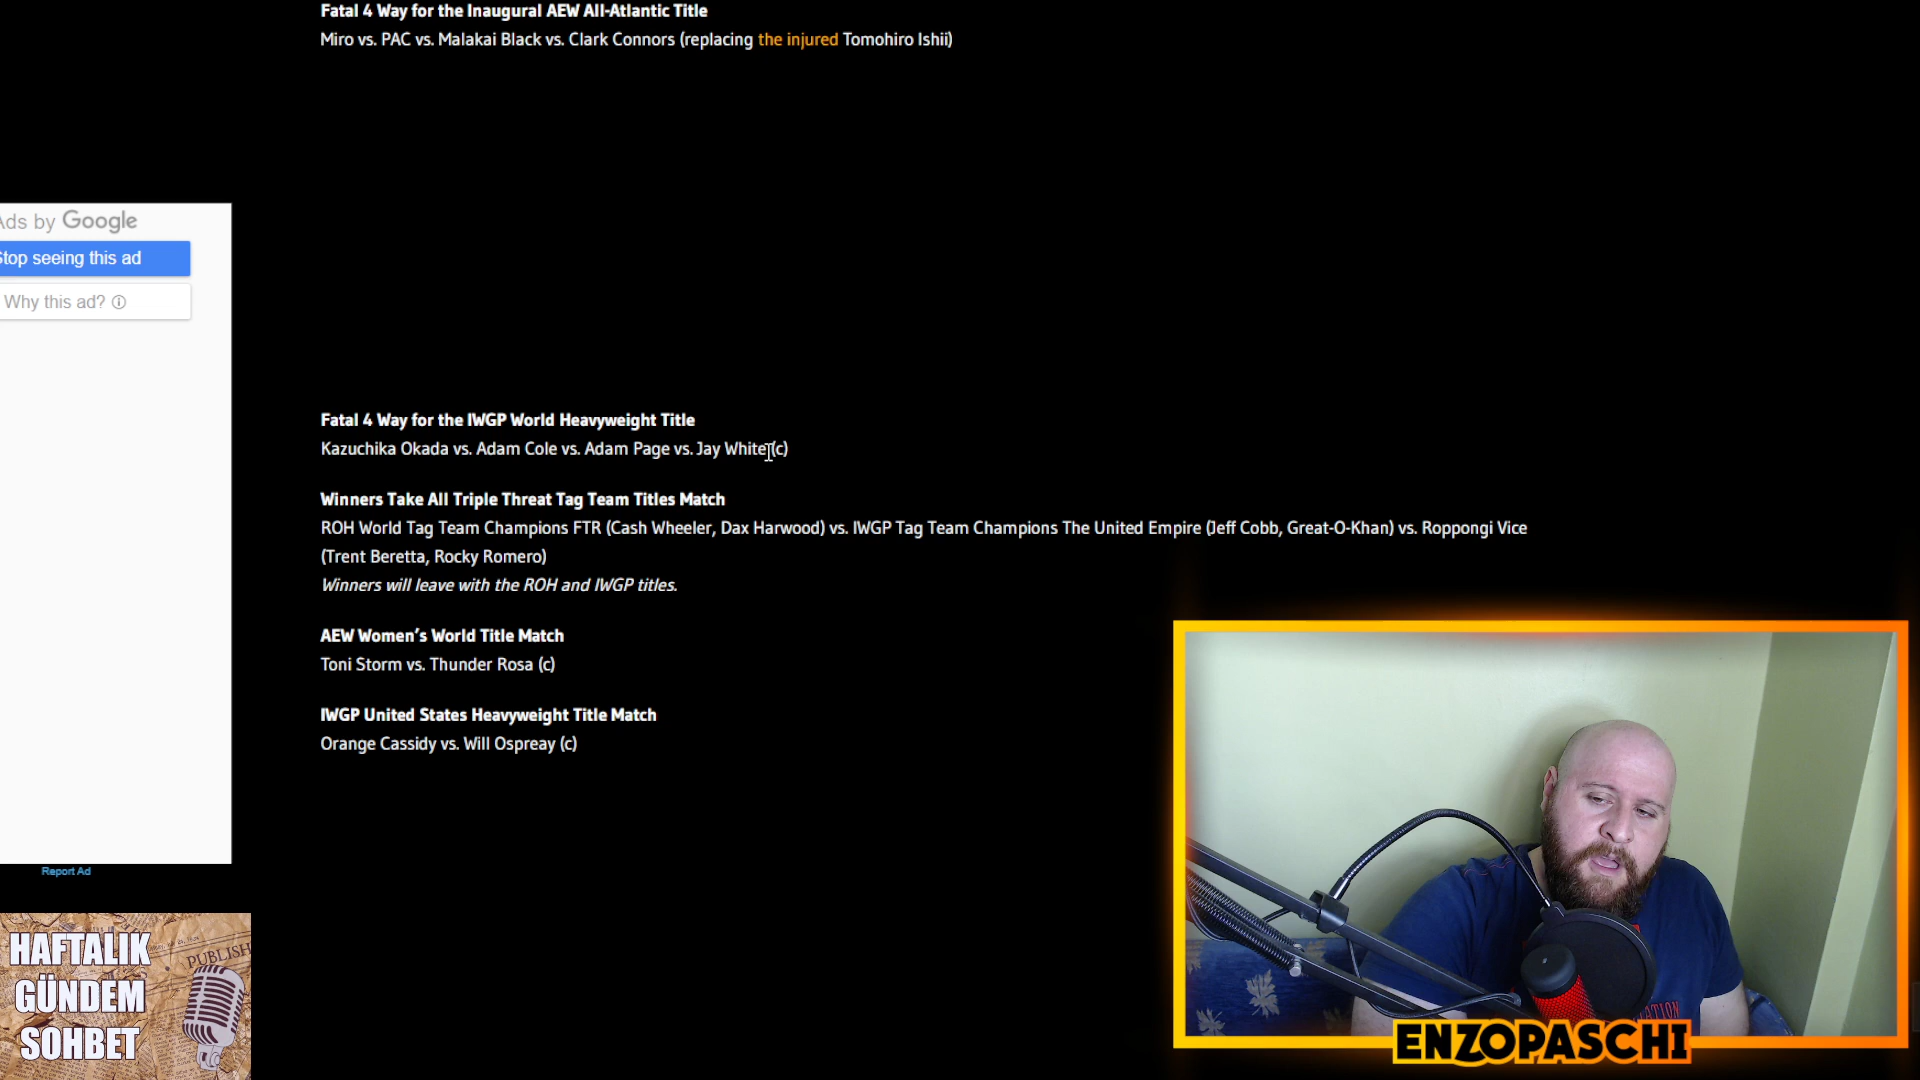 Fatal 4 Way for the Inaugural AEW All-Atlantic Title
Miro vs. PAC vs. Malakai Black vs. Clark Connors (replacing the injured Tomohiro Ishii)
Ads by Google
Stop seeing this ad
Why this ad?
Fatal 4 Way for the IWGP World Heavyweight Title
Kazuchika Okada vs. Adam Cole vs. Adam Page vs. Jay White (c)
Winners Take All Triple Threat Tag Team Titles Match
ROH World Tag Team Champions FTR (Cash Wheeler, Dax Harwood) vs. IWGP Tag Team Champions The United Empire (Jeff Cobb, Great-O-Khan) vs. Roppongi Vice
(Trent Beretta, Rocky Romero)
Winners will leave with the ROH and IWGP titles.
AEW Women’s World Title Match
Toni Storm vs. Thunder Rosa (c)
IWGP United States Heavyweight Title Match
Orange Cassidy vs. Will Ospreay (c)
Report Ad
HAFTALIK
GÜNDEM
SOHBET
PUBLISH
ENZOPASCHI